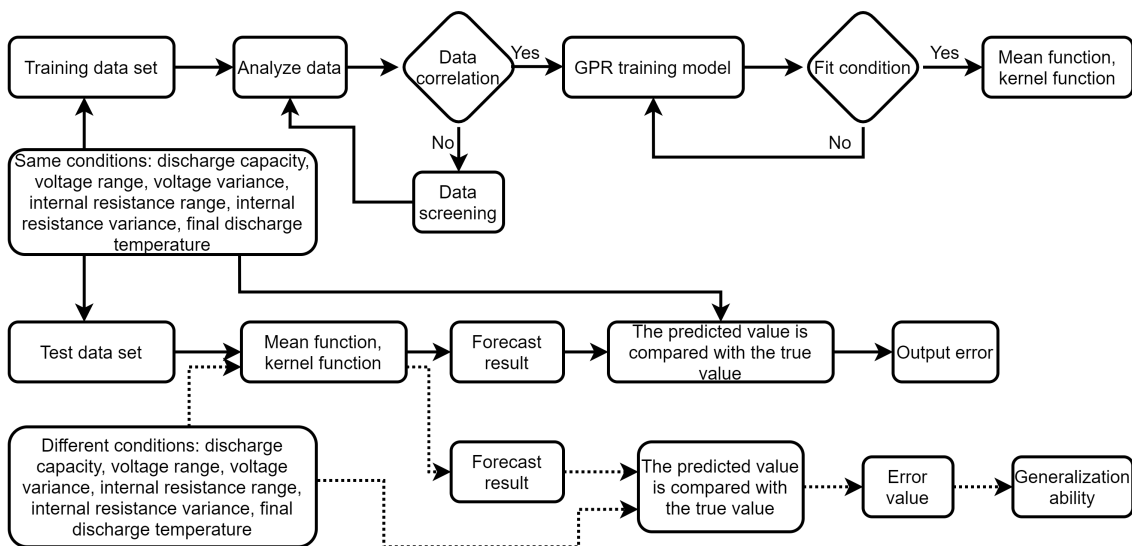 Training data set
Analyze data
Data
correlation
Yes
GPR training model
Fit condition
Yes
Mean function,
kernel function
No
No
Data
screening
Same conditions: discharge capacity,
voltage range, voltage variance,
internal resistance range, internal
resistance variance, final discharge
temperature
Test data set
Mean function,
kernel function
Forecast
result
The predicted value is
compared with the true
value
Output error
Different conditions: discharge
capacity, voltage range, voltage
variance, internal resistance range,
internal resistance variance, final
discharge temperature
Forecast
result
The predicted value
is compared with
the true value
Error
value
Generalization
ability